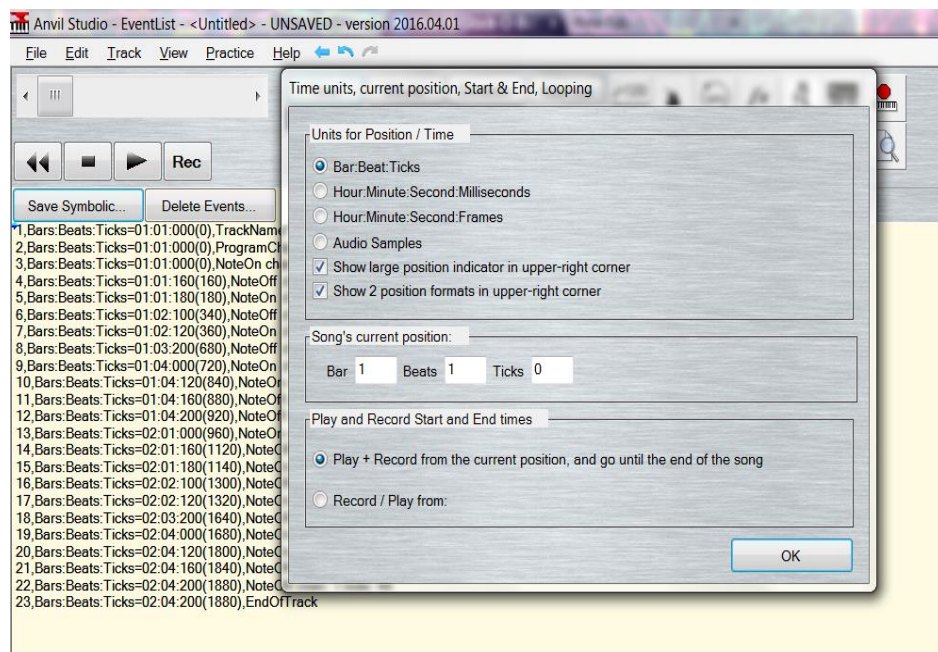 Anvil Studio - EventList - <Untitled> - UNSAVED - version 2016.04.01
File Edit Track View Practice Help
Time units, current position, Start & End, Looping
Units for Position / Time
Bar:Beat:Ticks
Hour:Minute:Second:Milliseconds
Hour:Minute:Second:Frames
Audio Samples
Show large position indicator in upper-right corner
Show 2 position formats in upper-right corner
Song's current position:
Bar 1 Beats 1 Ticks 0
Play and Record Start and End times
Play + Record from the current position, and go until the end of the song
Record / Play from:
OK
Rec
Save Symbolic... Delete Events...
1,Bars:Beats:Ticks=01:01:000(0),TrackName
2,Bars:Beats:Ticks=01:01:000(0),ProgramCh
3,Bars:Beats:Ticks=01:01:000(0),NoteOn ch
4,Bars:Beats:Ticks=01:01:160(160),NoteOff
5,Bars:Beats:Ticks=01:01:180(180),NoteOn
6,Bars:Beats:Ticks=01:02:100(340),NoteOff
7,Bars:Beats:Ticks=01:02:120(360),NoteOn
8,Bars:Beats:Ticks=01:03:200(680),NoteOff
9,Bars:Beats:Ticks=01:04:000(720),NoteOn
10,Bars:Beats:Ticks=01:04:120(840),NoteOn
11,Bars:Beats:Ticks=01:04:160(880),NoteOf
12,Bars:Beats:Ticks=01:04:200(920),NoteOf
13,Bars:Beats:Ticks=02:01:000(960),NoteOn
14,Bars:Beats:Ticks=02:01:160(1120),NoteO
15,Bars:Beats:Ticks=02:01:180(1140),NoteO
16,Bars:Beats:Ticks=02:02:100(1300),NoteO
17,Bars:Beats:Ticks=02:02:120(1320),NoteO
18,Bars:Beats:Ticks=02:03:200(1640),NoteO
19,Bars:Beats:Ticks=02:04:000(1680),NoteO
20,Bars:Beats:Ticks=02:04:120(1800),NoteO
21,Bars:Beats:Ticks=02:04:160(1840),NoteO
22,Bars:Beats:Ticks=02:04:200(1880),NoteO
23,Bars:Beats:Ticks=02:04:200(1880),EndOfTrack